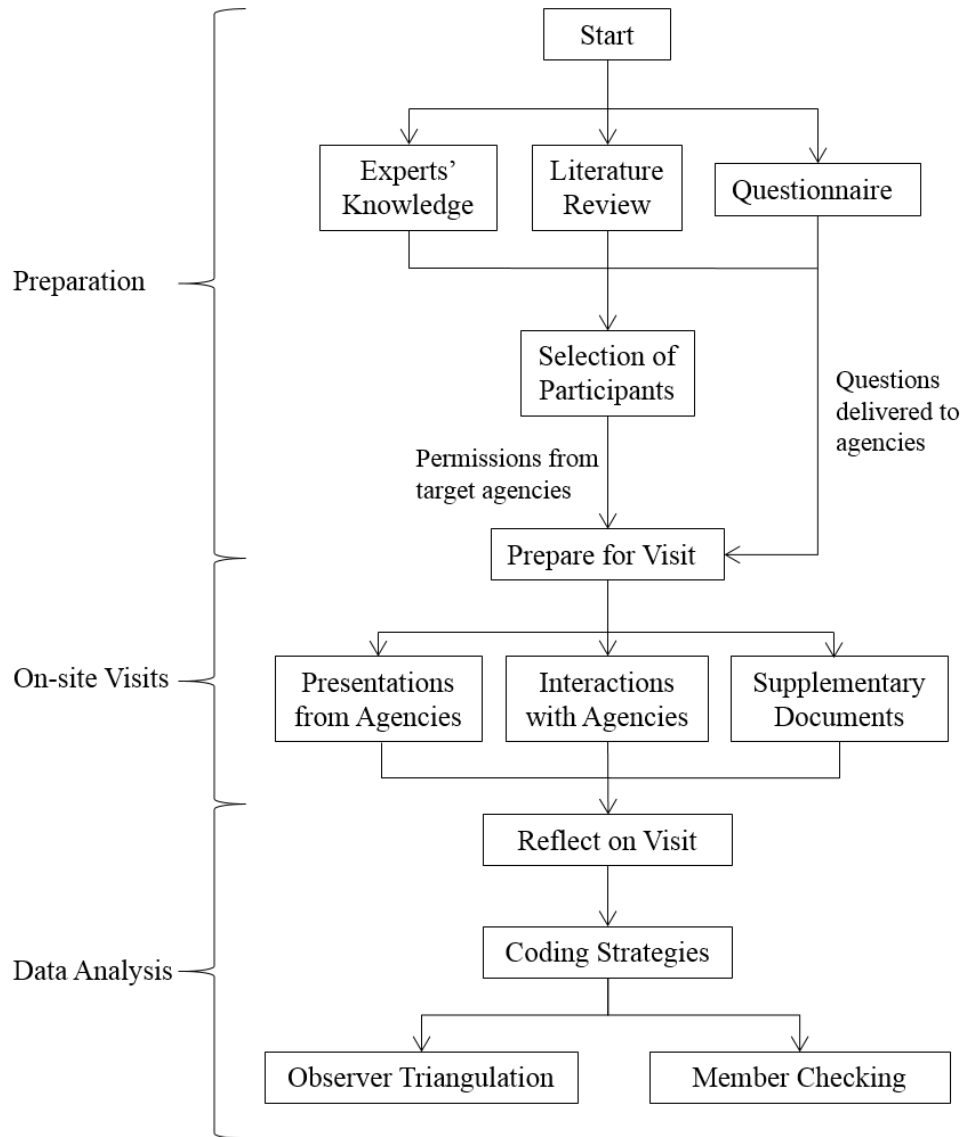 Start
Experts’
Knowledge
Literature
Review
Questionnaire
Preparation
Selection of
Participants
Questions
delivered to
agencies
Permissions from
target agencies
Prepare for Visit
On-site Visits
Presentations
from Agencies
Interactions
with Agencies
Supplementary
Documents
Reflect on Visit
Coding Strategies
Data Analysis
Observer Triangulation
Member Checking